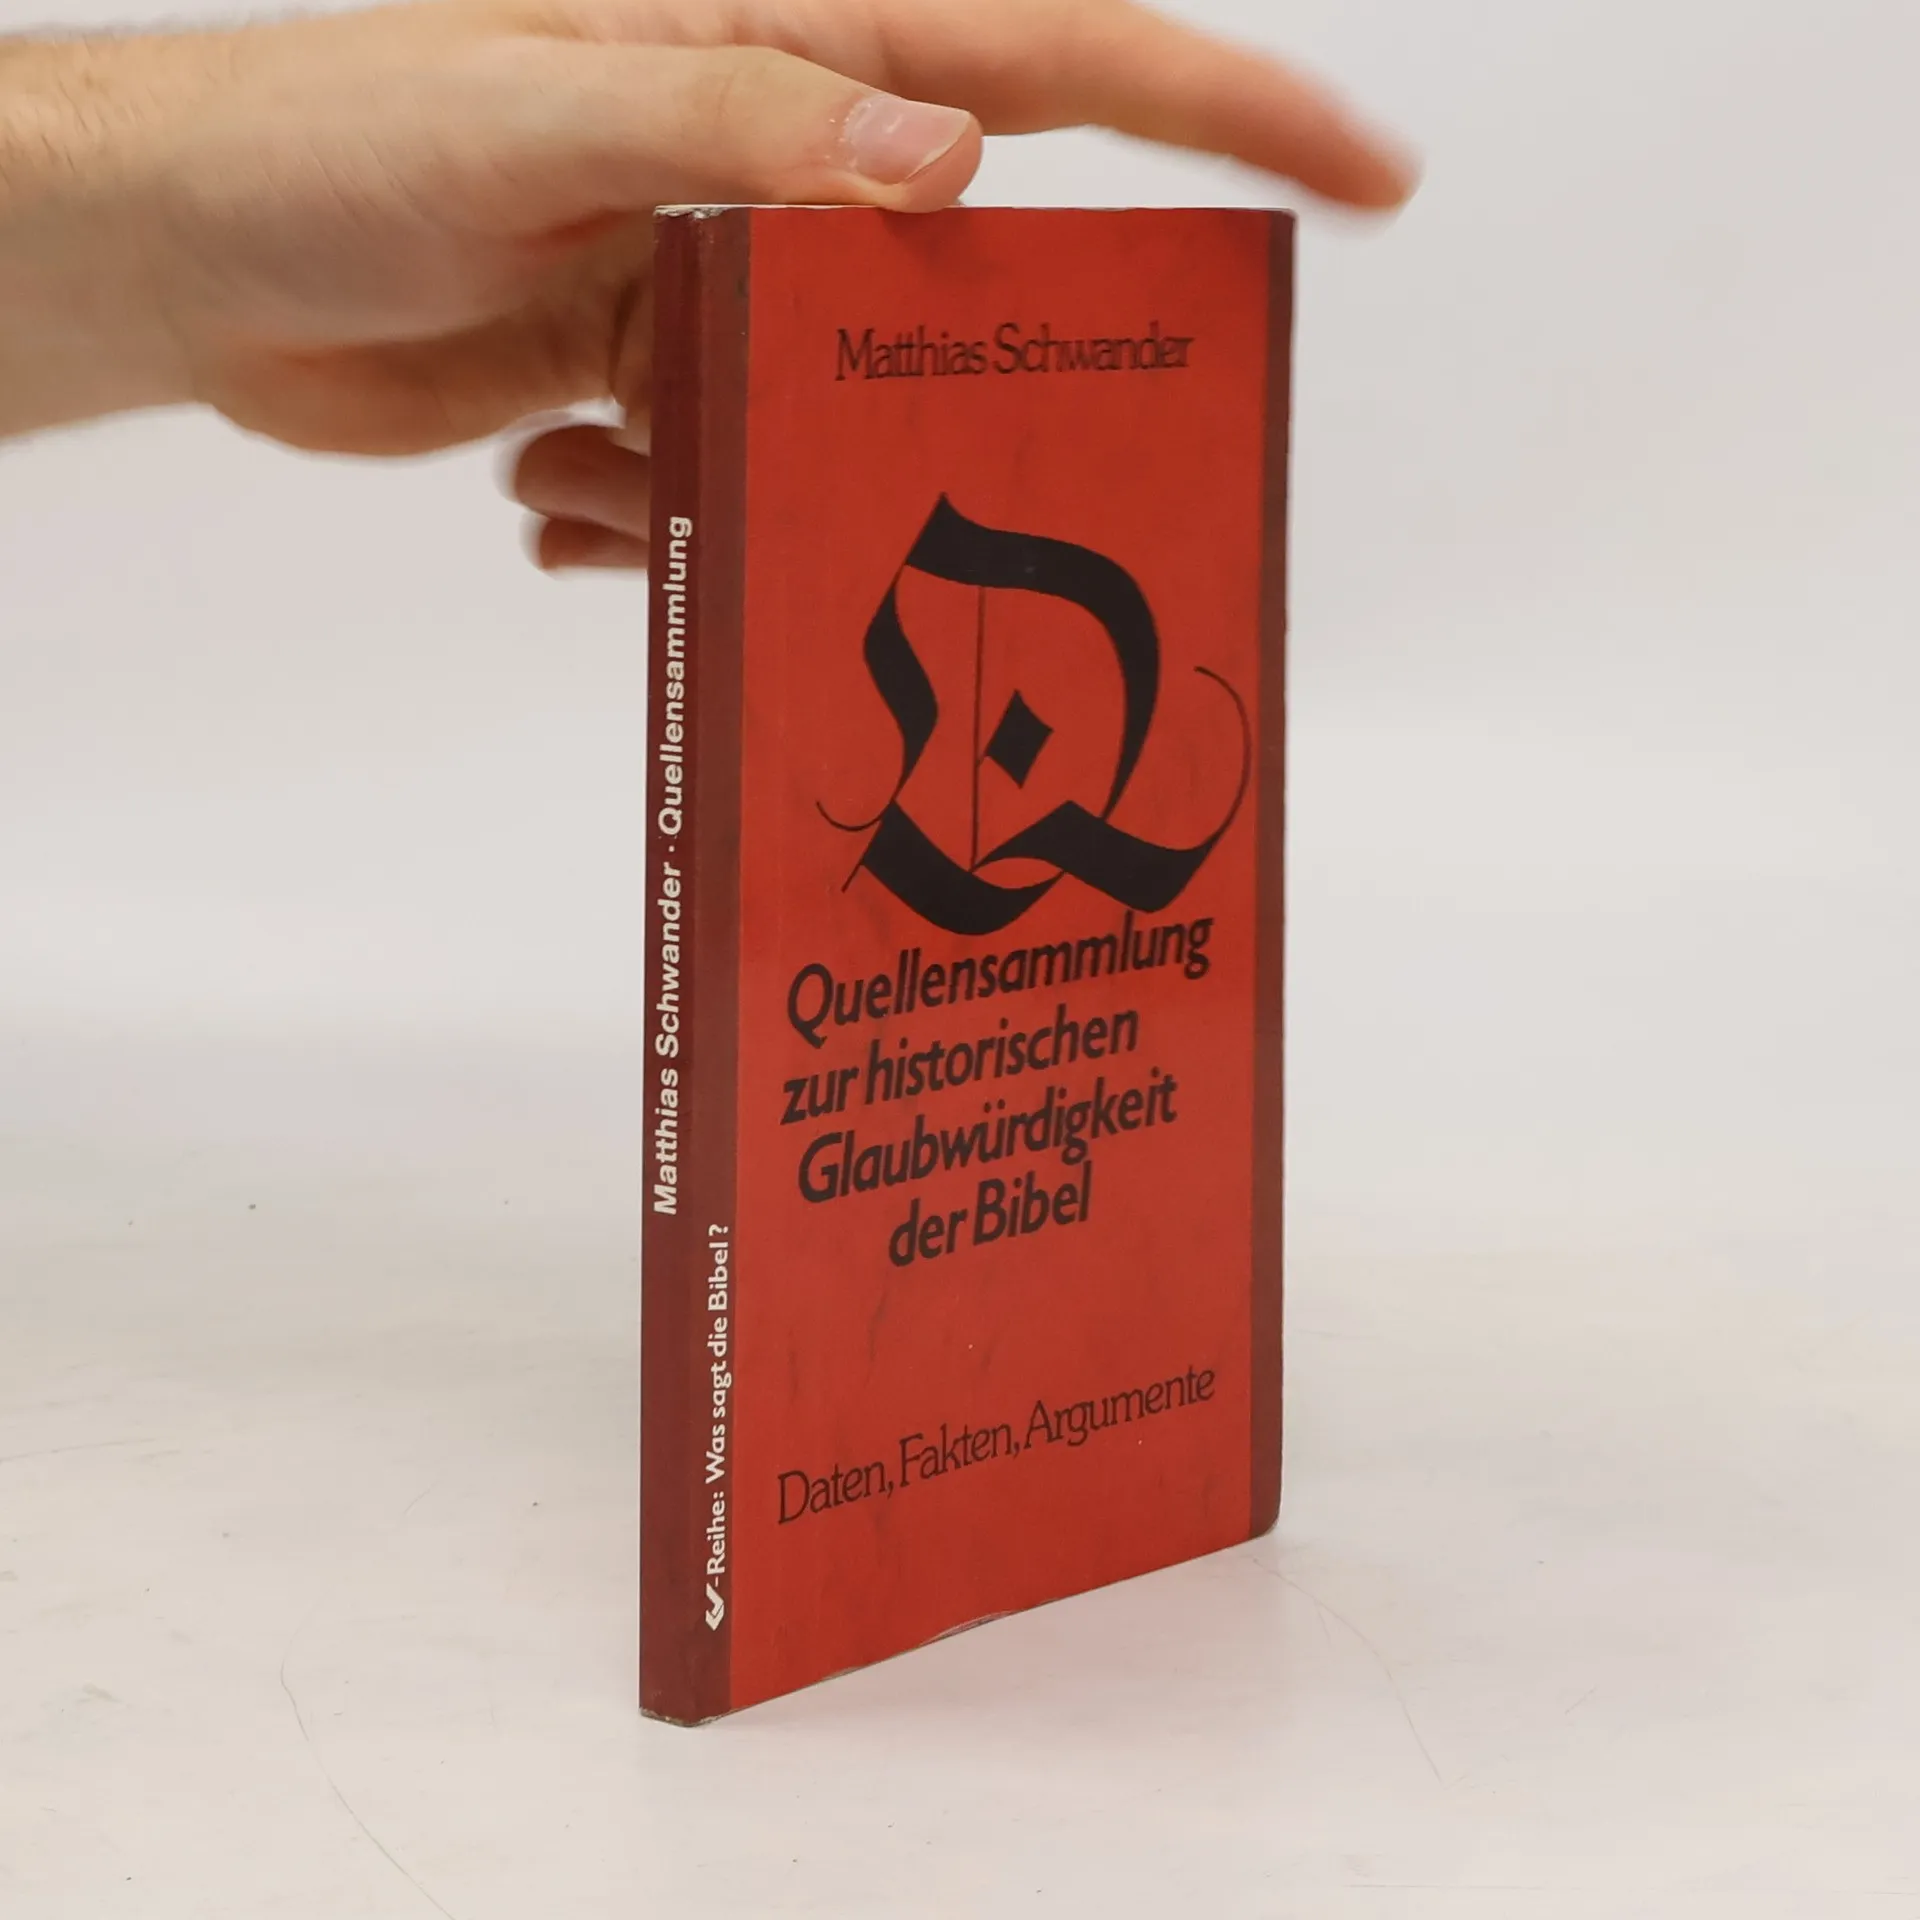 Matthias Schwander
Q
Quellensammlung
zur historischen
Glaubwürdigkeit
der Bibel
Daten, Fakten, Argumente
Matthias Schwander · Quellensammlung
-Reihe: Was sagt die Bibel?